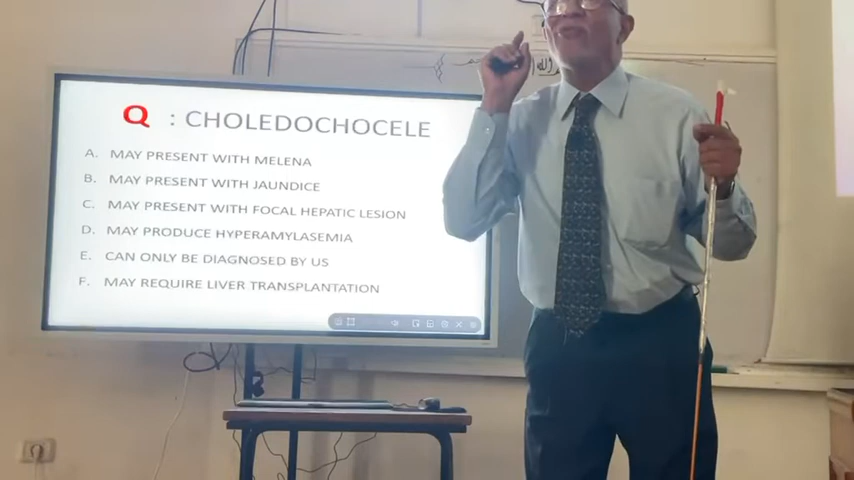 Q : CHOLEDOCHOCELE
A. MAY PRESENT WITH MELENA
B. MAY PRESENT WITH JAUNDICE
C. MAY PRESENT WITH FOCAL HEPATIC LESION
D. MAY PRODUCE HYPERAMYLASEMIA
E. CAN ONLY BE DIAGNOSED BY US
F. MAY REQUIRE LIVER TRANSPLANTATION